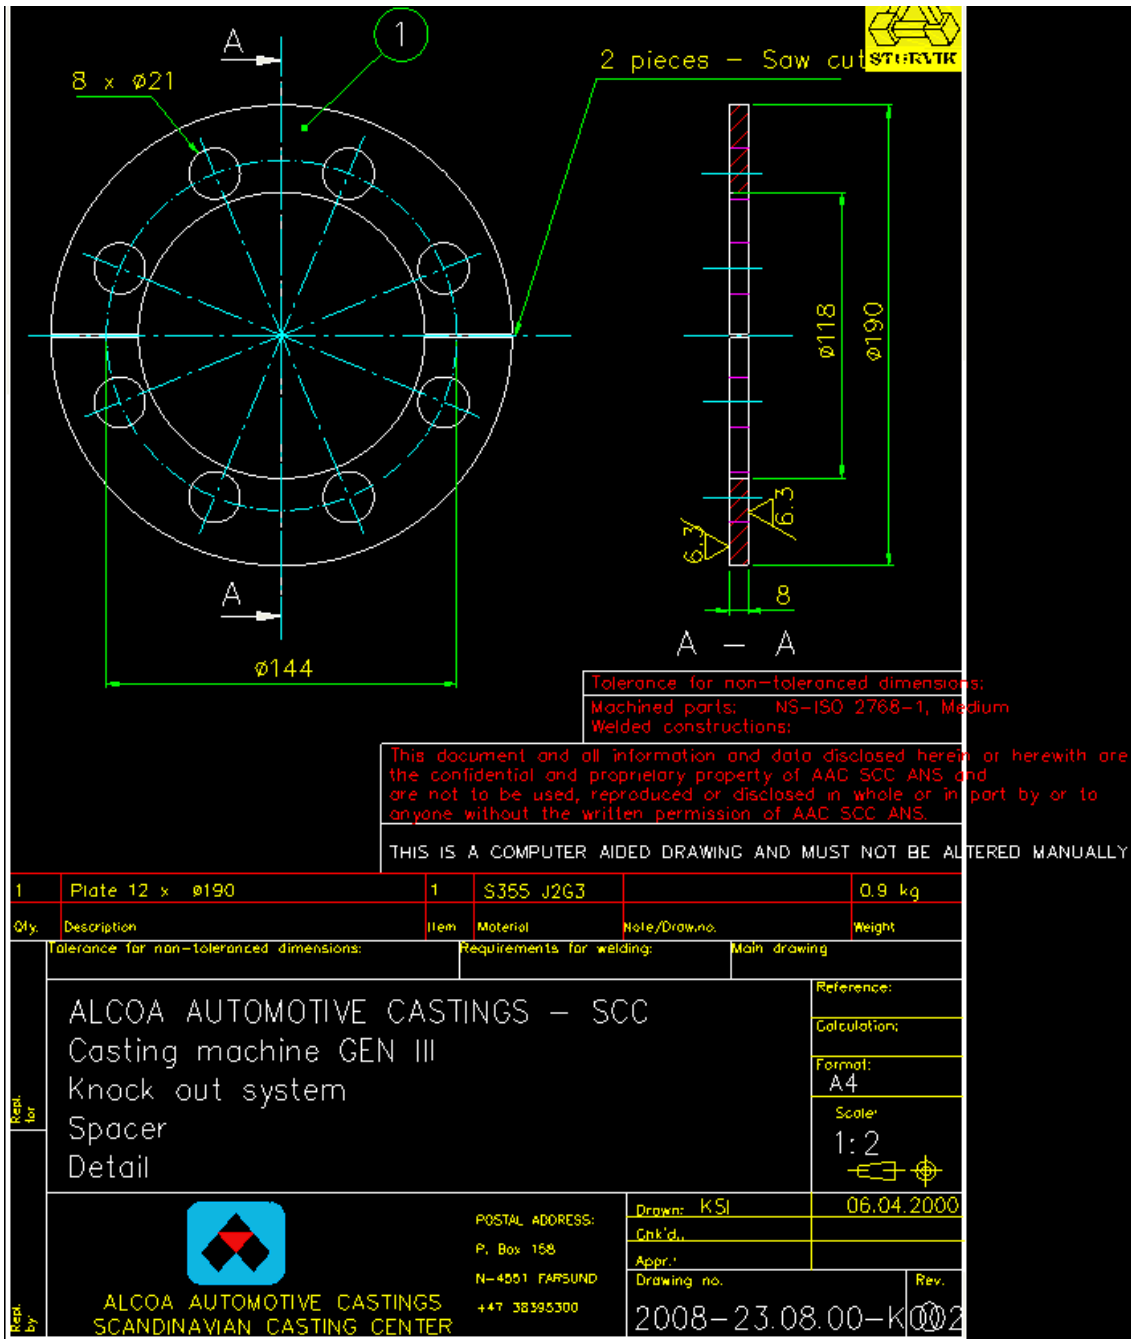 A
1
8 x ø21
2 pieces – Saw cut
STORVIK
ø118
ø190
6.3
6.3
8
A
A – A
ø144
Tolerance for non-toleranced dimensions:
Machined parts: NS-ISO 2768-1, Medium
Welded constructions:
This document and all information and data disclosed herein or herewith are
the confidential and proprietary property of AAC SCC ANS and
are not to be used, reproduced or disclosed in whole or in part by or to
anyone without the written permission of AAC SCC ANS.
THIS IS A COMPUTER AIDED DRAWING AND MUST NOT BE ALTERED MANUALLY
1 Plate 12 x ø190 1 S355 J2G3 0.9 kg
Qty. Description Item Material Note/Draw.no. Weight
Tolerance for non-toleranced dimensions: Requirements for welding: Main drawing
ALCOA AUTOMOTIVE CASTINGS – SCC
Casting machine GEN III
Knock out system
Spacer
Detail
Reference:
Calculation:
Format:
A4
Scale:
1:2
Repl. for
Repl. by
ALCOA AUTOMOTIVE CASTINGS
SCANDINAVIAN CASTING CENTER
POSTAL ADDRESS:
P. Box 158
N-4551 FARSUND
+47 38395300
Drawn: KSI 06.04.2000
Chk'd.:
Appr.:
Drawing no. Rev.
2008-23.08.00-K002